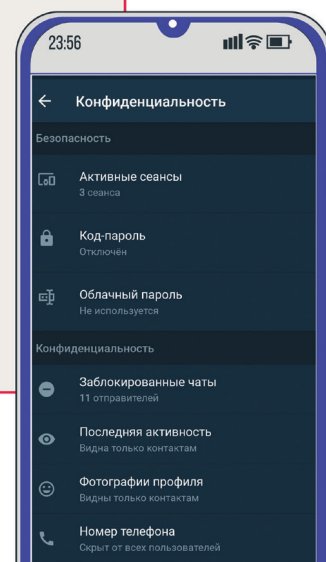 23:56
Конфиденциальность
Безопасность
Активные сеансы
3 сеанса
Код-пароль
Отключён
Облачный пароль
Не используется
Конфиденциальность
Заблокированные чаты
11 отправителей
Последняя активность
Видна только контактам
Фотографии профиля
Видны только контактам
Номер телефона
Скрыт от всех пользователей